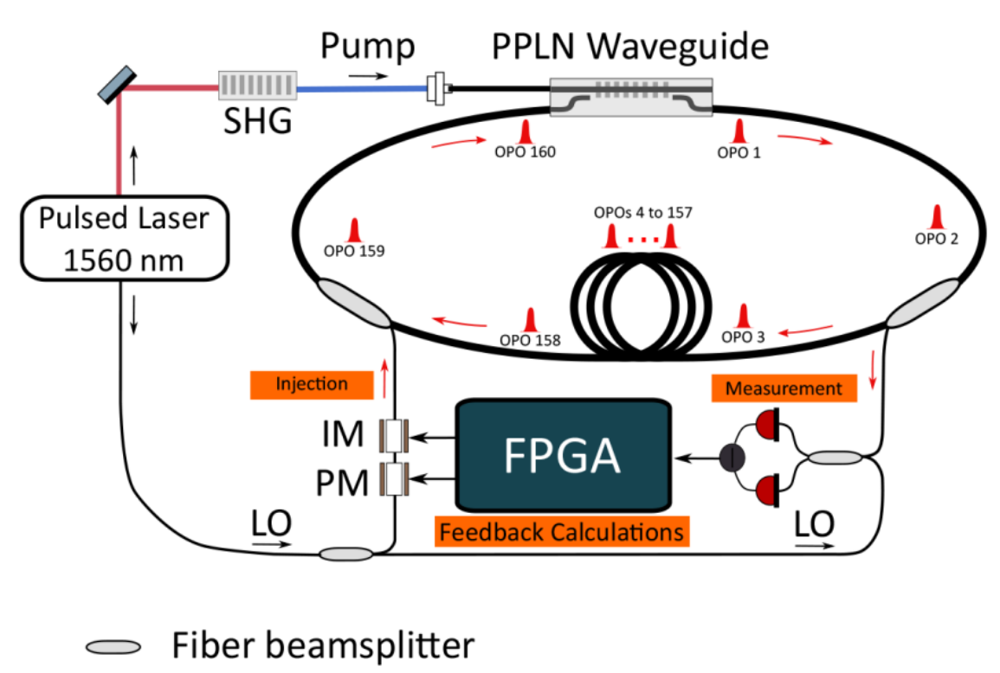 Pump
PPLN Waveguide
SHG
OPO 160
OPO 1
Pulsed Laser
1560 nm
OPOs 4 to 157
OPO 2
OPO 159
OPO 158
OPO 3
Injection
Measurement
IM
FPGA
PM
LO
Feedback Calculations
LO
Fiber beamsplitter